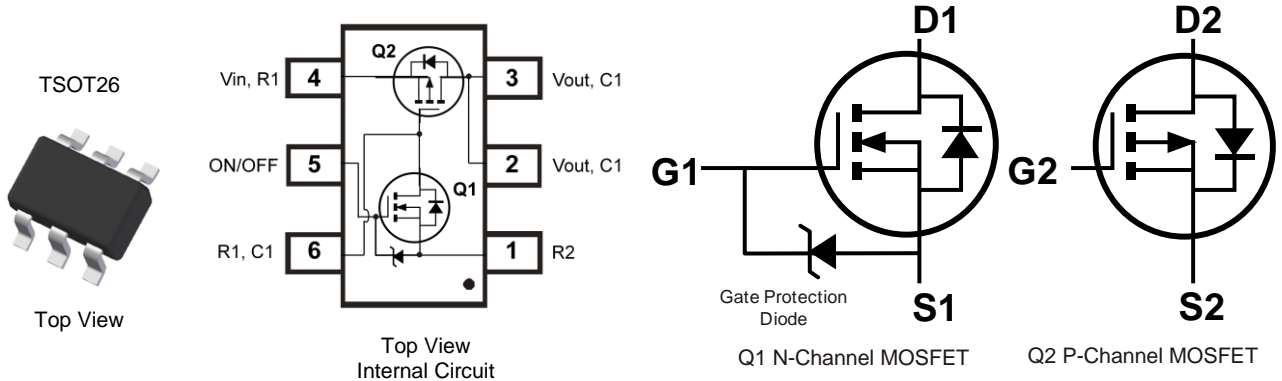 TSOT26
Top View
Q2
Vin, R1
4
3
Vout, C1
ON/OFF
5
2
Vout, C1
Q1
R1, C1
6
1
R2
Top View
Internal Circuit
D1
G1
S1
Gate Protection
Diode
Q1 N-Channel MOSFET
D2
G2
S2
Q2 P-Channel MOSFET